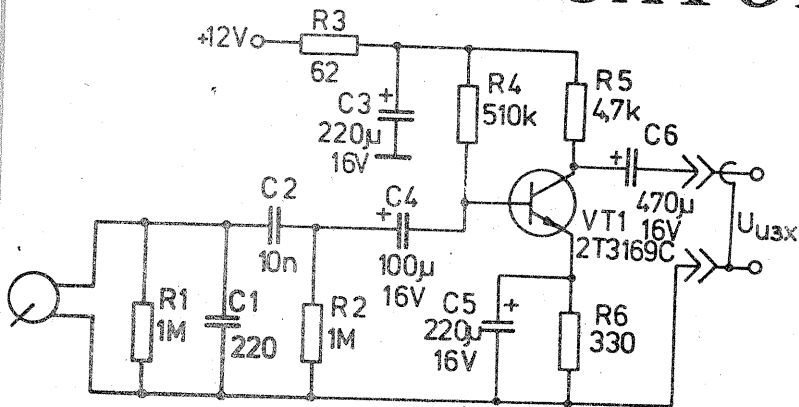 +12V
R3
62
C3
+
220µ
16V
R4
510k
R5
4,7k
C6
+
470µ
16V
VT1
2T3169C
Uизх
C2
10n
C4
+
100µ
16V
R1
1M
C1
220
R2
1M
C5
+
220µ
16V
R6
330